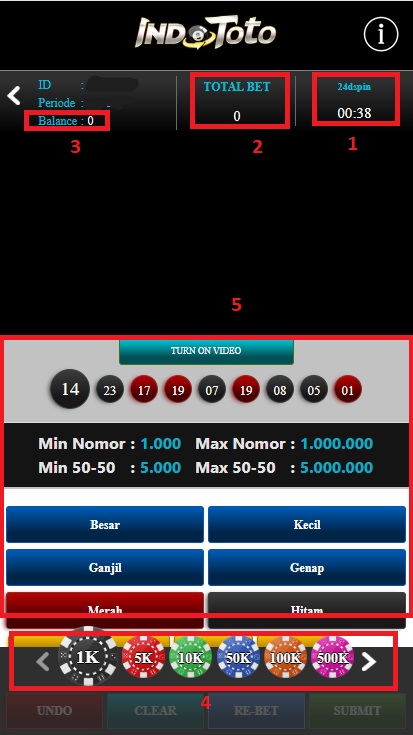 INDOTOTO
i
ID :
Periode :
Balance : 0
3
TOTAL BET
0
2
24dspin
00:38
1
5
TURN ON VIDEO
14 23 17 19 07 19 08 05 01
Min Nomor : 1.000 Max Nomor : 1.000.000
Min 50-50 : 5.000 Max 50-50 : 5.000.000
Besar Kecil
Ganjil Genap
Merah Hitam
1K 5K 10K 50K 100K 500K
4
UNDO CLEAR RE-BET SUBMIT